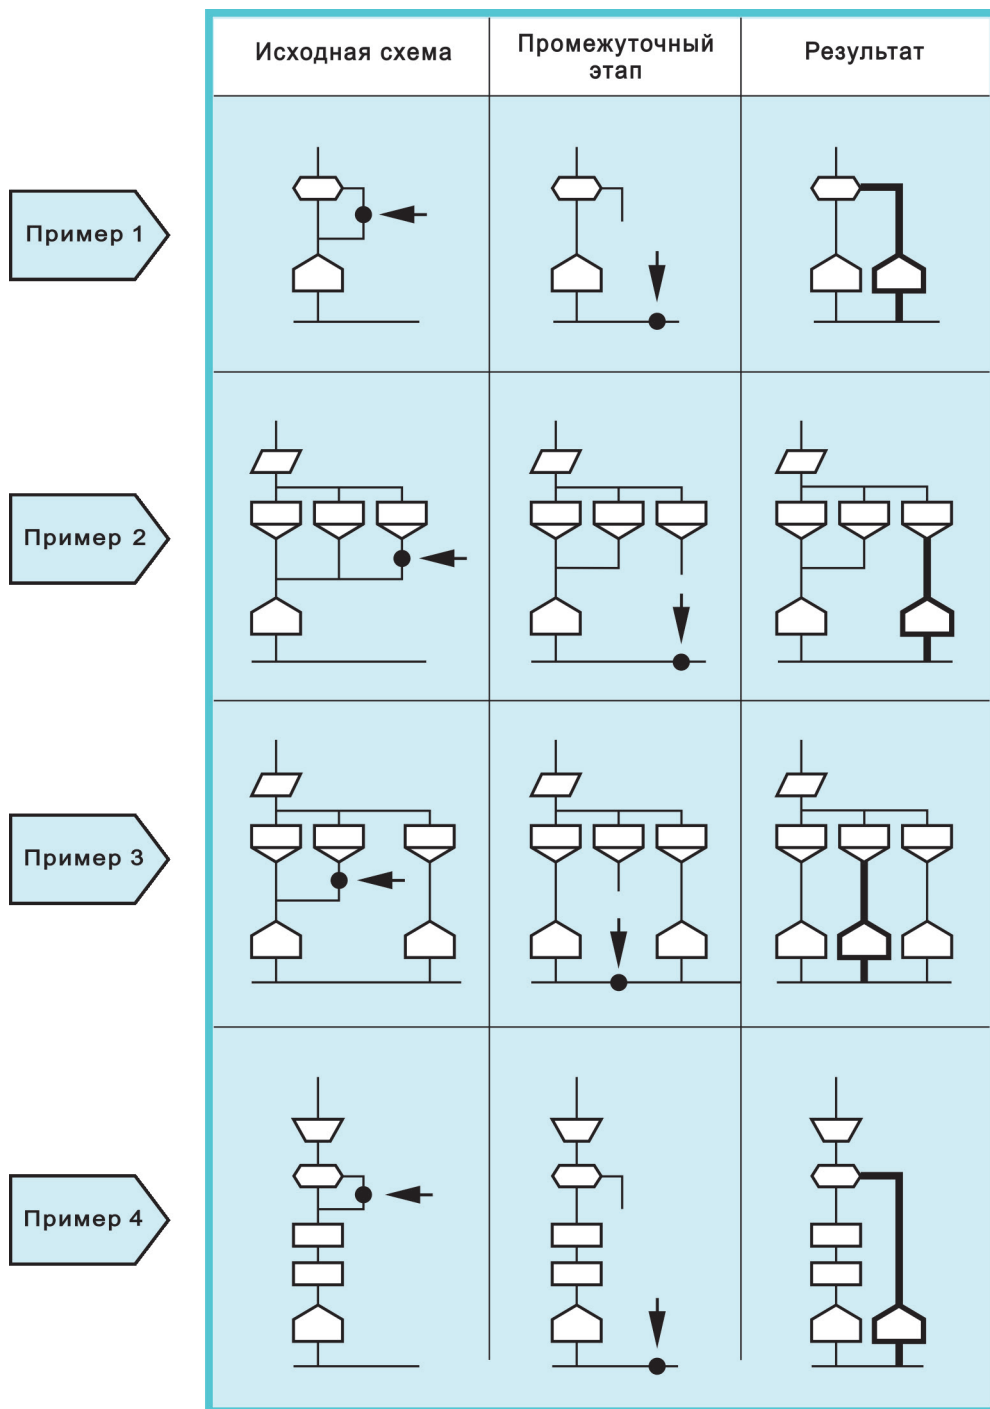 Исходная схема
Промежуточный
этап
Результат
Пример 1
Пример 2
Пример 3
Пример 4